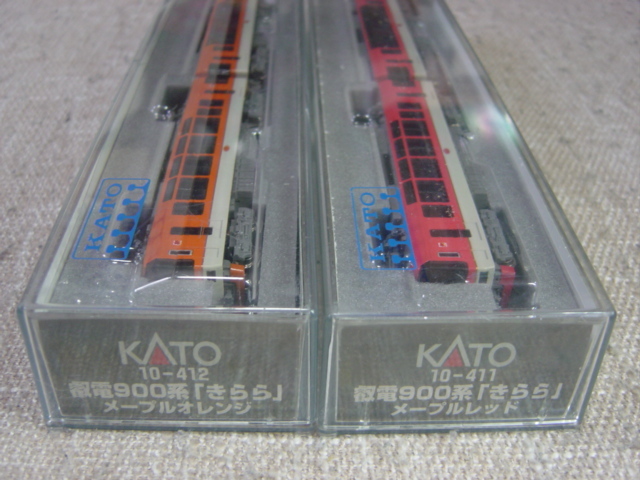 KATO
KATO
KATO
10-412
叡電900系「きらら」
メープルオレンジ
KATO
10-411
叡電900系「きらら」
メープルレッド